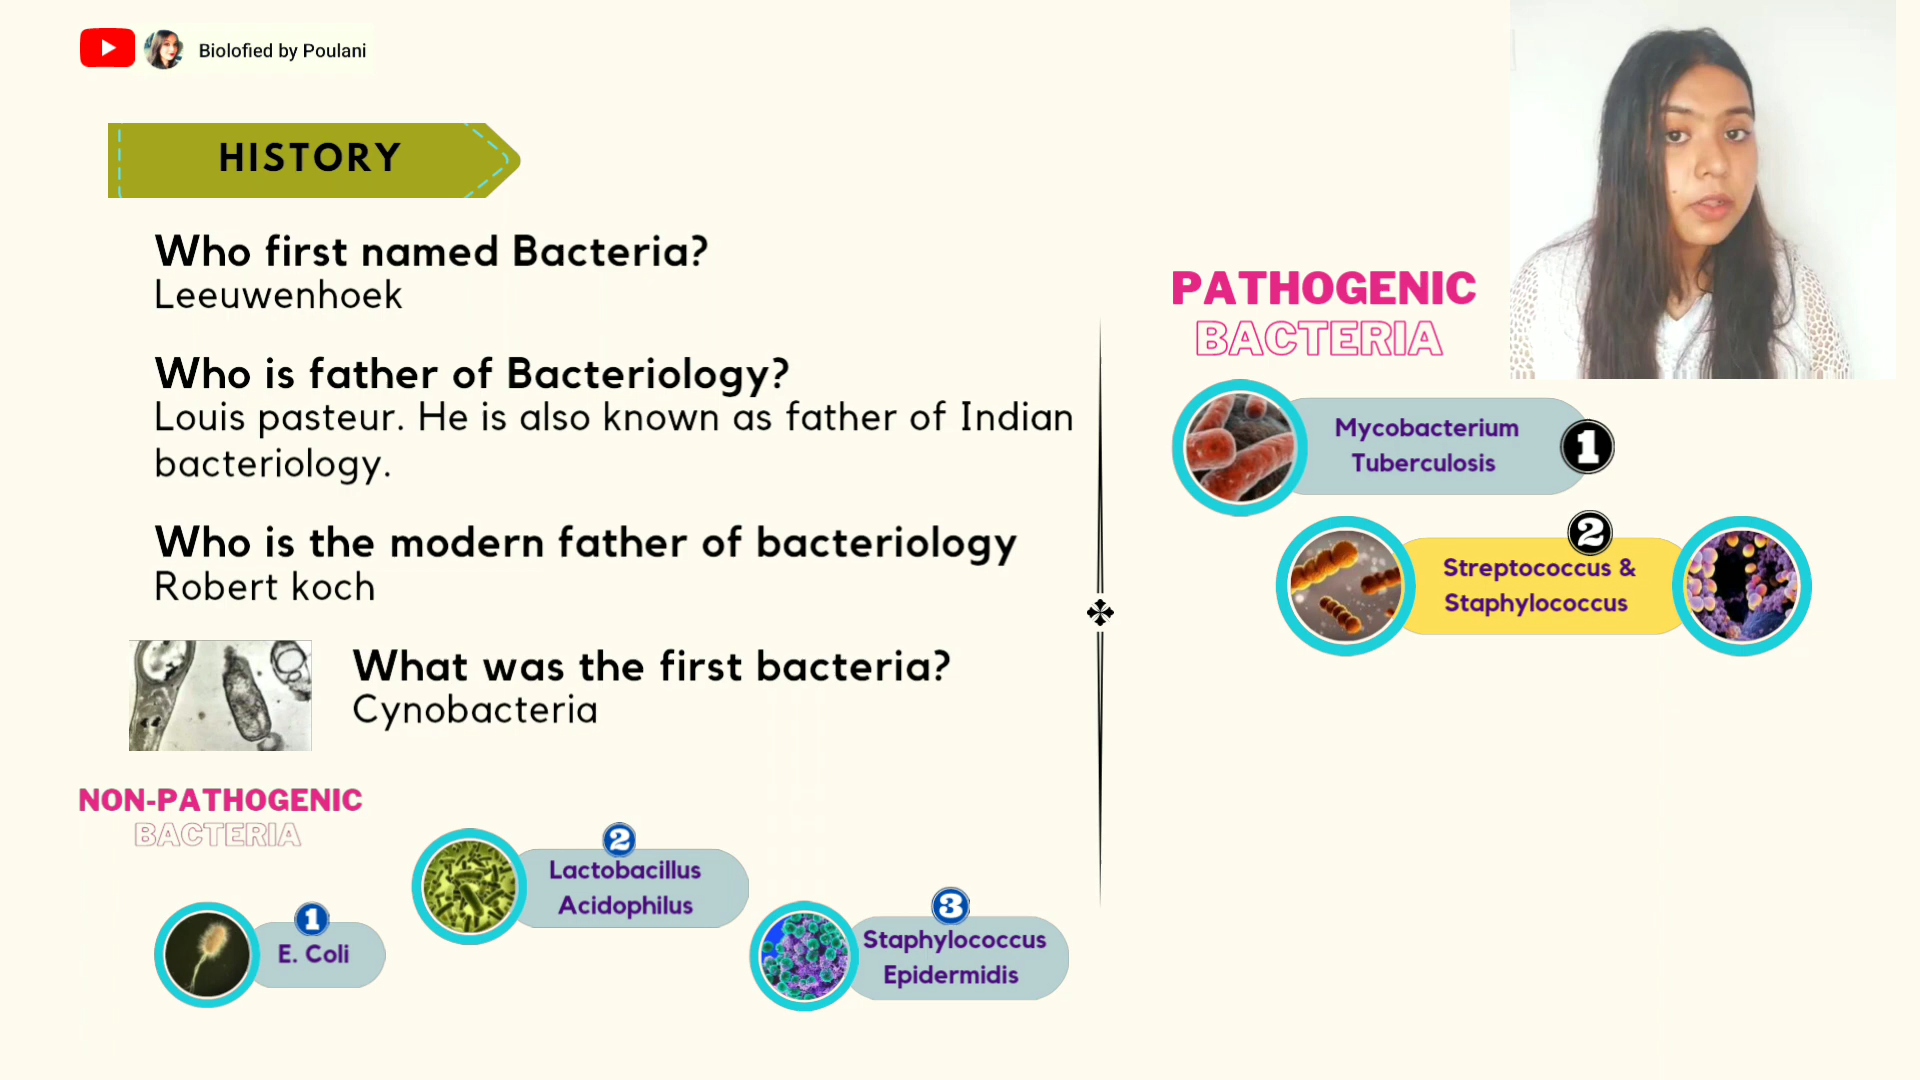 Biolofied by Poulani
HISTORY
Who first named Bacteria?
Leeuwenhoek
Who is father of Bacteriology?
Louis pasteur. He is also known as father of Indian
bacteriology.
Who is the modern father of bacteriology
Robert koch
What was the first bacteria?
Cynobacteria
NON-PATHOGENIC
BACTERIA
1
E. Coli
2
Lactobacillus
Acidophilus
3
Staphylococcus
Epidermidis
PATHOGENIC
BACTERIA
Mycobacterium
Tuberculosis
1
2
Streptococcus &
Staphylococcus